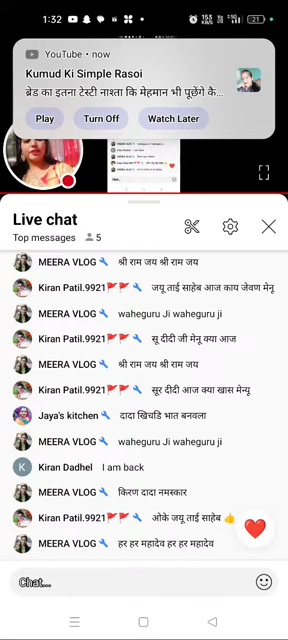 1:32
21
YouTube • now
Kumud Ki Simple Rasoi
ब्रेड का इतना टेस्टी नाश्ता कि मेहमान भी पूछेंगे कै...
Play Turn Off Watch Later
Live chat
Top messages 5
MEERA VLOG श्री राम जय श्री राम जय
Kiran Patil.9921 जयू ताई साहेब आज काय जेवण मेनू
MEERA VLOG waheguru Ji waheguru ji
Kiran Patil.9921 सू दीदी जी मेनू क्या आज
MEERA VLOG श्री राम जय श्री राम जय
Kiran Patil.9921 सूर दीदी आज क्या खास मेन्यू
Jaya's kitchen दादा खिचडि भात बनवला
MEERA VLOG waheguru ji waheguru ji
K Kiran Dadhel I am back
MEERA VLOG किरण दादा नमस्कार
Kiran Patil.9921 ओके जयू ताई साहेब 👍
MEERA VLOG हर हर महादेव हर हर महादेव
Chat...